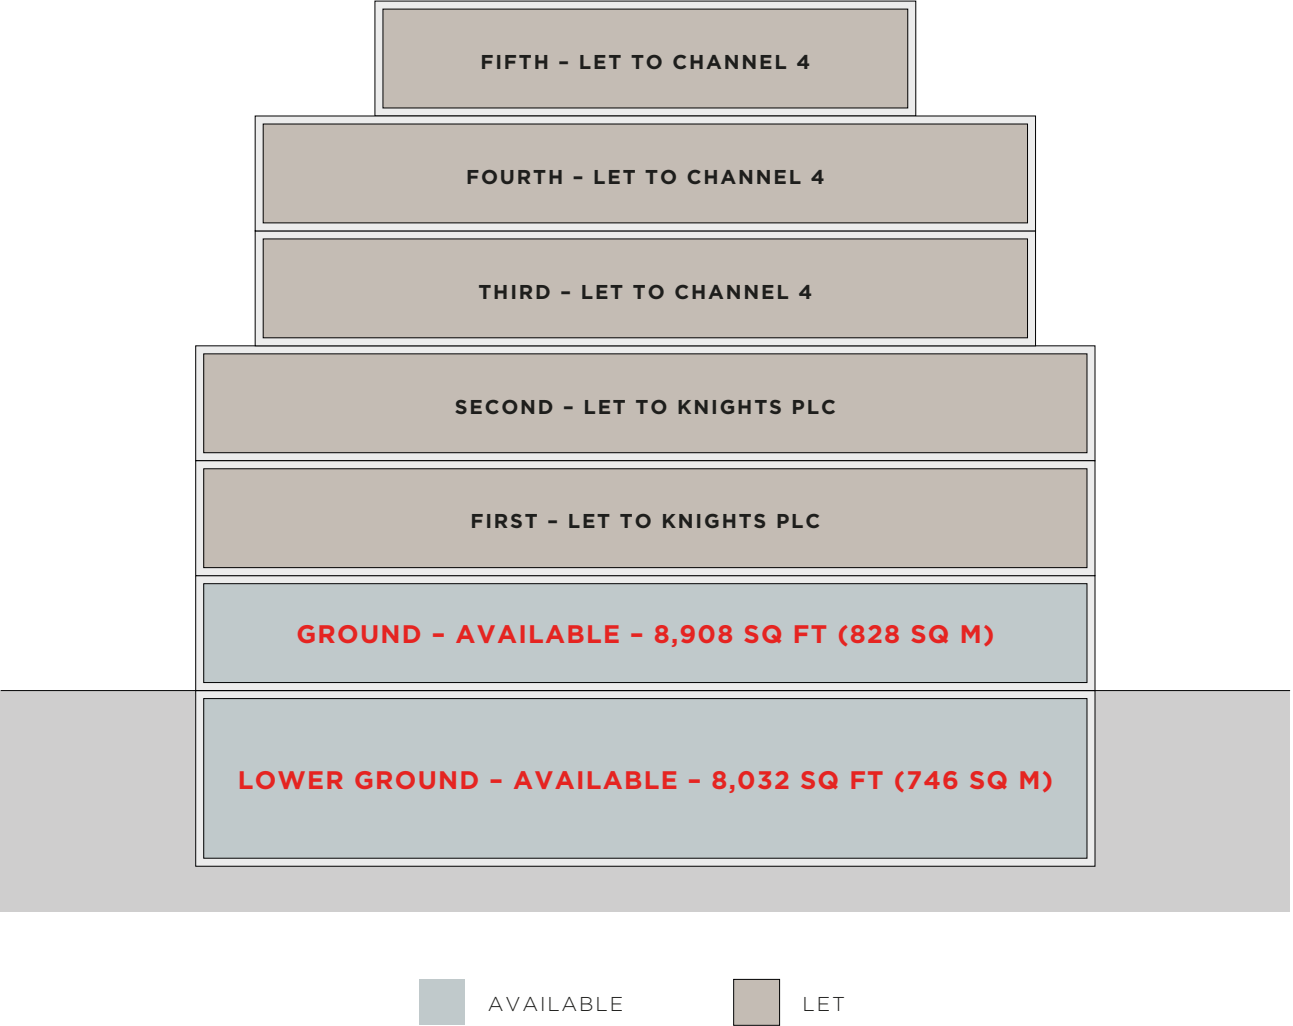 FIFTH – LET TO CHANNEL 4
FOURTH – LET TO CHANNEL 4
THIRD – LET TO CHANNEL 4
SECOND – LET TO KNIGHTS PLC
FIRST – LET TO KNIGHTS PLC
GROUND – AVAILABLE – 8,908 SQ FT (828 SQ M)
LOWER GROUND – AVAILABLE – 8,032 SQ FT (746 SQ M)
AVAILABLE
LET